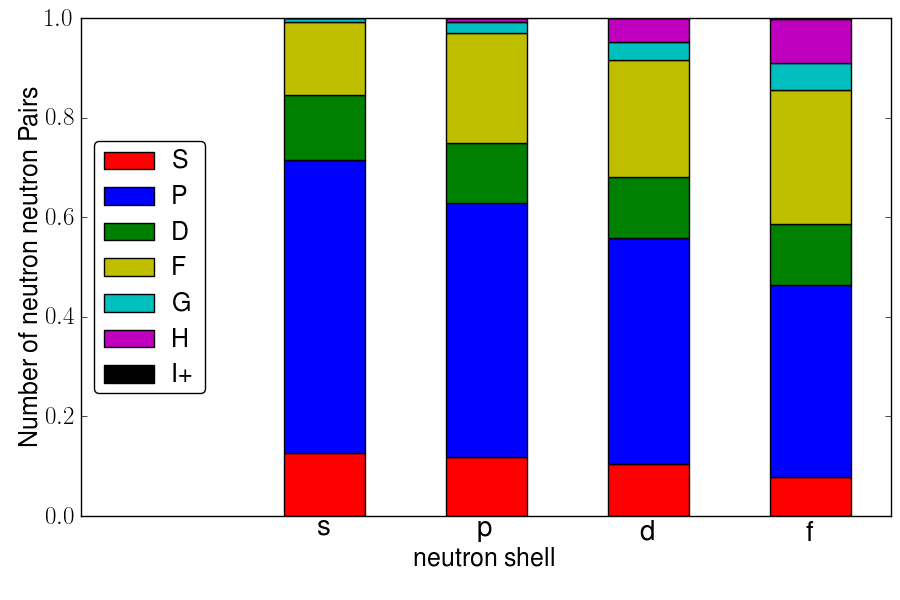 1.0
0.8
0.6
0.4
0.2
0.0
Number of neutron neutron Pairs
S
P
D
F
G
H
I+
s p d f
neutron shell